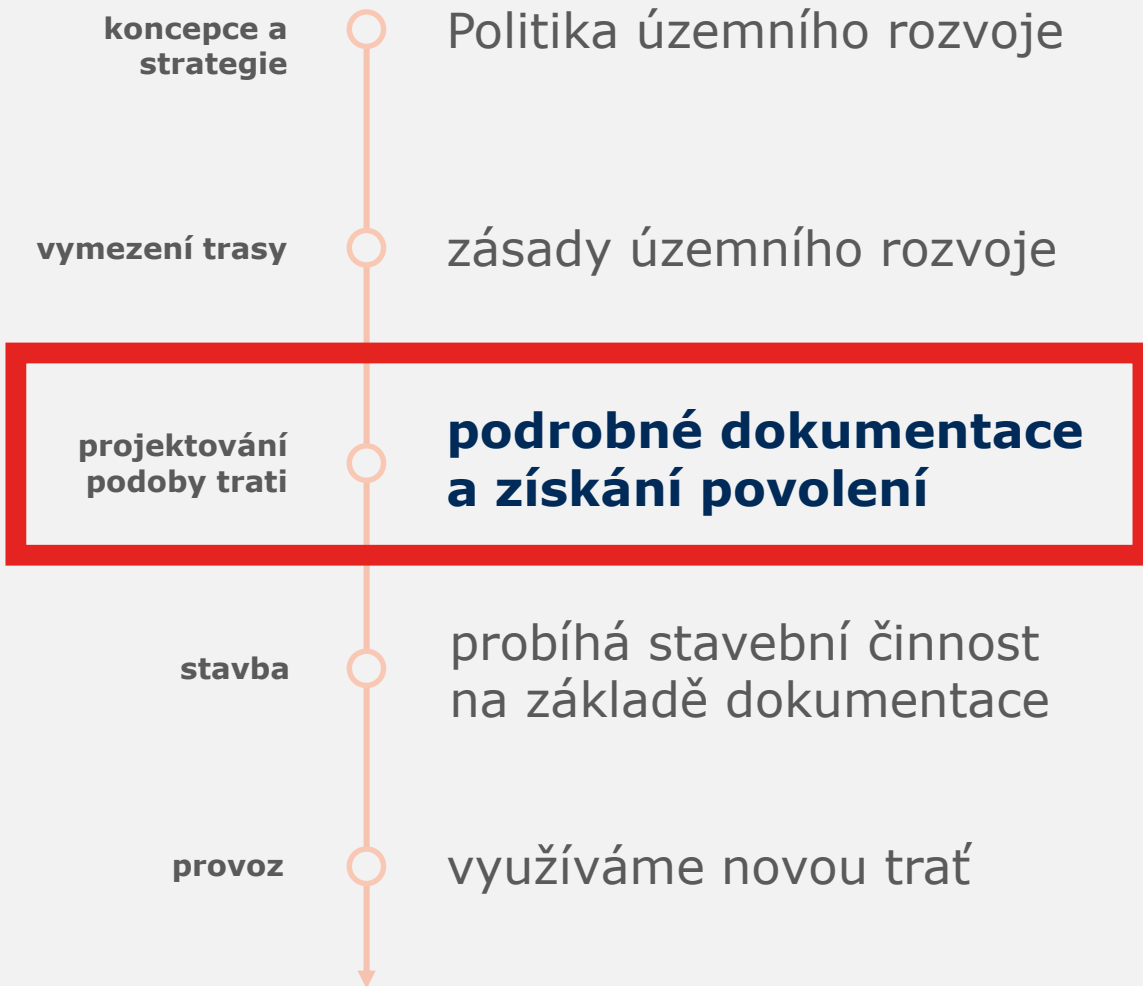 koncepce a
strategie
Politika územního rozvoje
vymezení trasy
zásady územního rozvoje
projektování
podoby trati
podrobné dokumentace
a získání povolení
stavba
probíhá stavební činnost
na základě dokumentace
provoz
využíváme novou trať